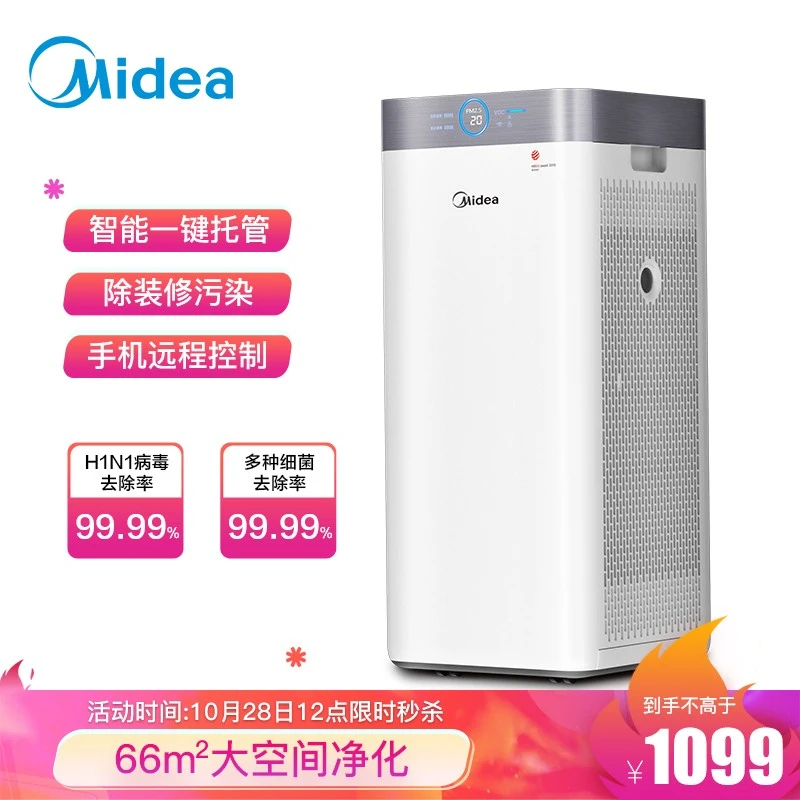 Midea
智能一键托管
除装修污染
手机远程控制
H1N1病毒
去除率
99.99%
多种细菌
去除率
99.99%
PM2.5
20
VOC
Midea
活动时间:10月28日12点限时秒杀
66m²大空间净化
到手不高于
¥1099